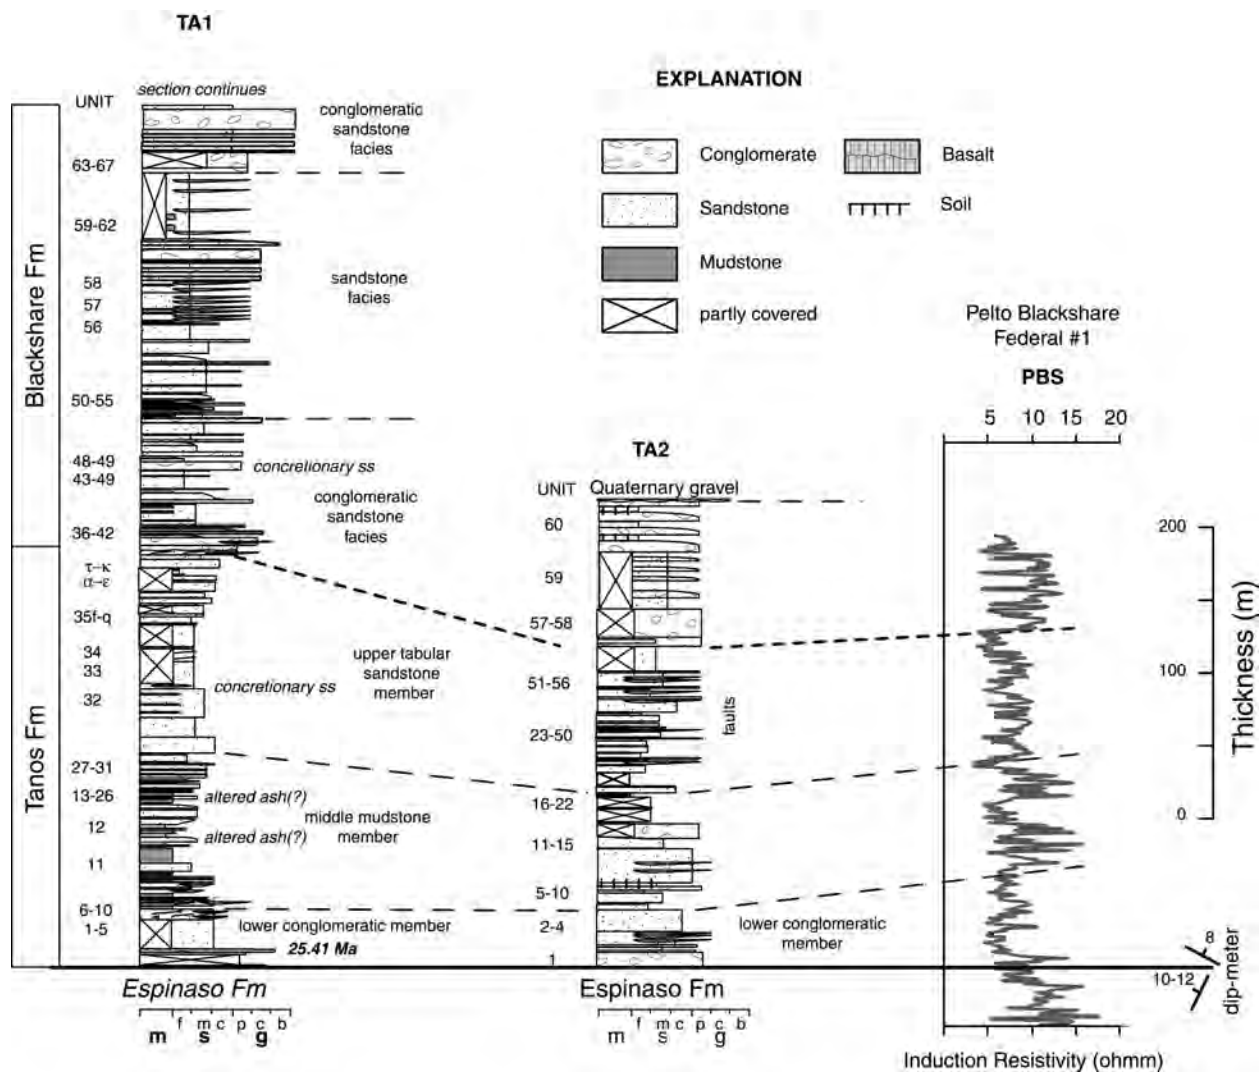 TA1
section continues
UNIT
conglomeratic
sandstone
facies
63-67
59-62
sandstone
facies
58
57
56
50-55
48-49
43-49
concretionary ss
conglomeratic
sandstone
facies
36-42
τ-κ
α-ε
35f-q
34
33
32
upper tabular
sandstone
member
concretionary ss
27-31
13-26
altered ash(?)
middle mudstone
member
12
altered ash(?)
11
6-10
1-5
lower conglomeratic member
25.41 Ma
Blackshare Fm
Tanos Fm
Espinaso Fm
f m c p c b
m s g
EXPLANATION
Conglomerate
Basalt
Sandstone
Soil
Mudstone
partly covered
TA2
UNIT
Quaternary gravel
60
59
57-58
51-56
23-50
faults
16-22
11-15
5-10
2-4
1
lower conglomeratic
member
Espinaso Fm
f m c p c b
m s g
Pelto Blackshare
Federal #1
PBS
5 10 15 20
200
100
0
Thickness (m)
8
10-12
dip-meter
Induction Resistivity (ohmm)